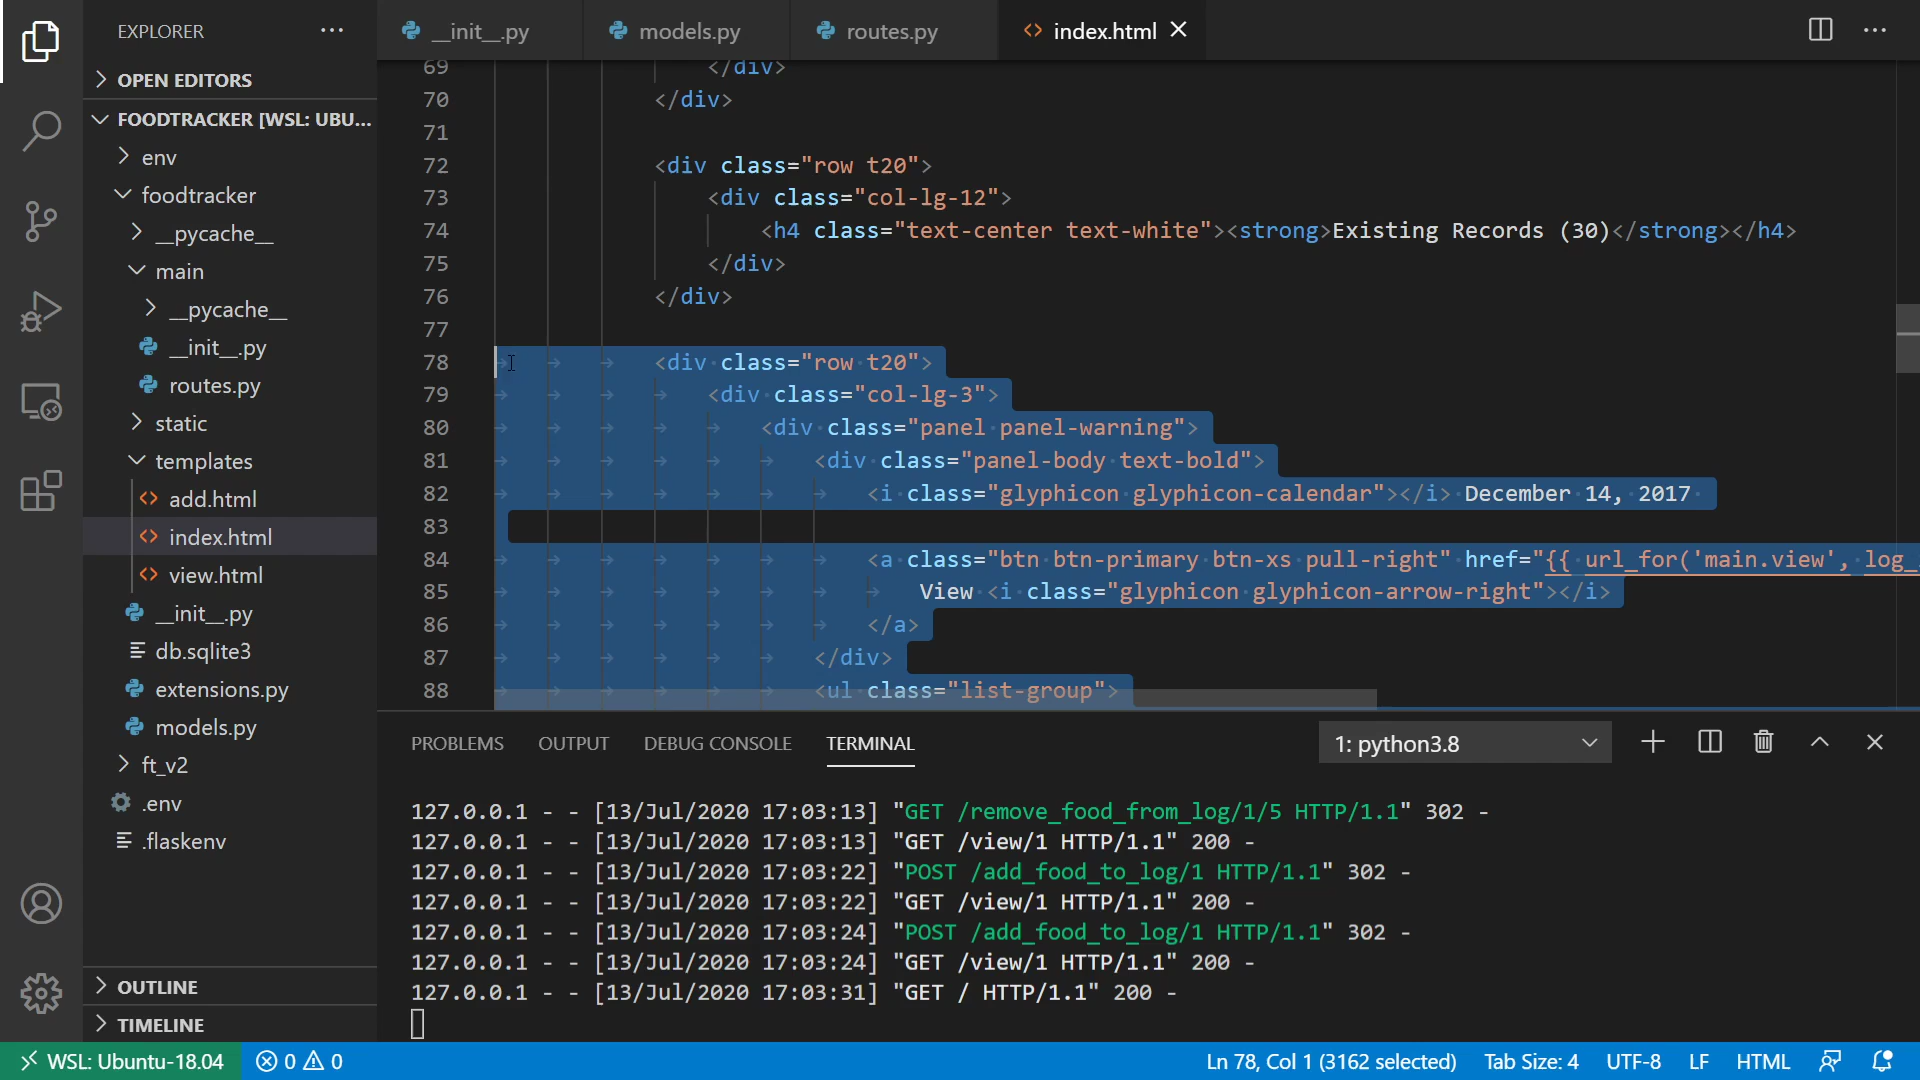 EXPLORER
OPEN EDITORS
FOODTRACKER [WSL: UBU...
env
foodtracker
__pycache__
main
__pycache__
__init__.py
routes.py
static
templates
add.html
index.html
view.html
__init__.py
db.sqlite3
extensions.py
models.py
ft_v2
.env
.flaskenv
OUTLINE
TIMELINE
__init__.py
models.py
routes.py
index.html
69 </div>
70 </div>
71
72 <div class="row t20">
73 <div class="col-lg-12">
74 <h4 class="text-center text-white"><strong>Existing Records (30)</strong></h4>
75 </div>
76 </div>
77
78 <div class="row t20">
79 <div class="col-lg-3">
80 <div class="panel panel-warning">
81 <div class="panel-body text-bold">
82 <i class="glyphicon glyphicon-calendar"></i> December 14, 2017
83
84 <a class="btn btn-primary btn-xs pull-right" href="{{ url_for('main.view', log_
85 View <i class="glyphicon glyphicon-arrow-right"></i>
86 </a>
87 </div>
88 <ul class="list-group">
PROBLEMS OUTPUT DEBUG CONSOLE TERMINAL 1: python3.8
127.0.0.1 - - [13/Jul/2020 17:03:13] "GET /remove_food_from_log/1/5 HTTP/1.1" 302 -
127.0.0.1 - - [13/Jul/2020 17:03:13] "GET /view/1 HTTP/1.1" 200 -
127.0.0.1 - - [13/Jul/2020 17:03:22] "POST /add_food_to_log/1 HTTP/1.1" 302 -
127.0.0.1 - - [13/Jul/2020 17:03:22] "GET /view/1 HTTP/1.1" 200 -
127.0.0.1 - - [13/Jul/2020 17:03:24] "POST /add_food_to_log/1 HTTP/1.1" 302 -
127.0.0.1 - - [13/Jul/2020 17:03:24] "GET /view/1 HTTP/1.1" 200 -
127.0.0.1 - - [13/Jul/2020 17:03:31] "GET / HTTP/1.1" 200 -
WSL: Ubuntu-18.04 0 0 Ln 78, Col 1 (3162 selected) Tab Size: 4 UTF-8 LF HTML